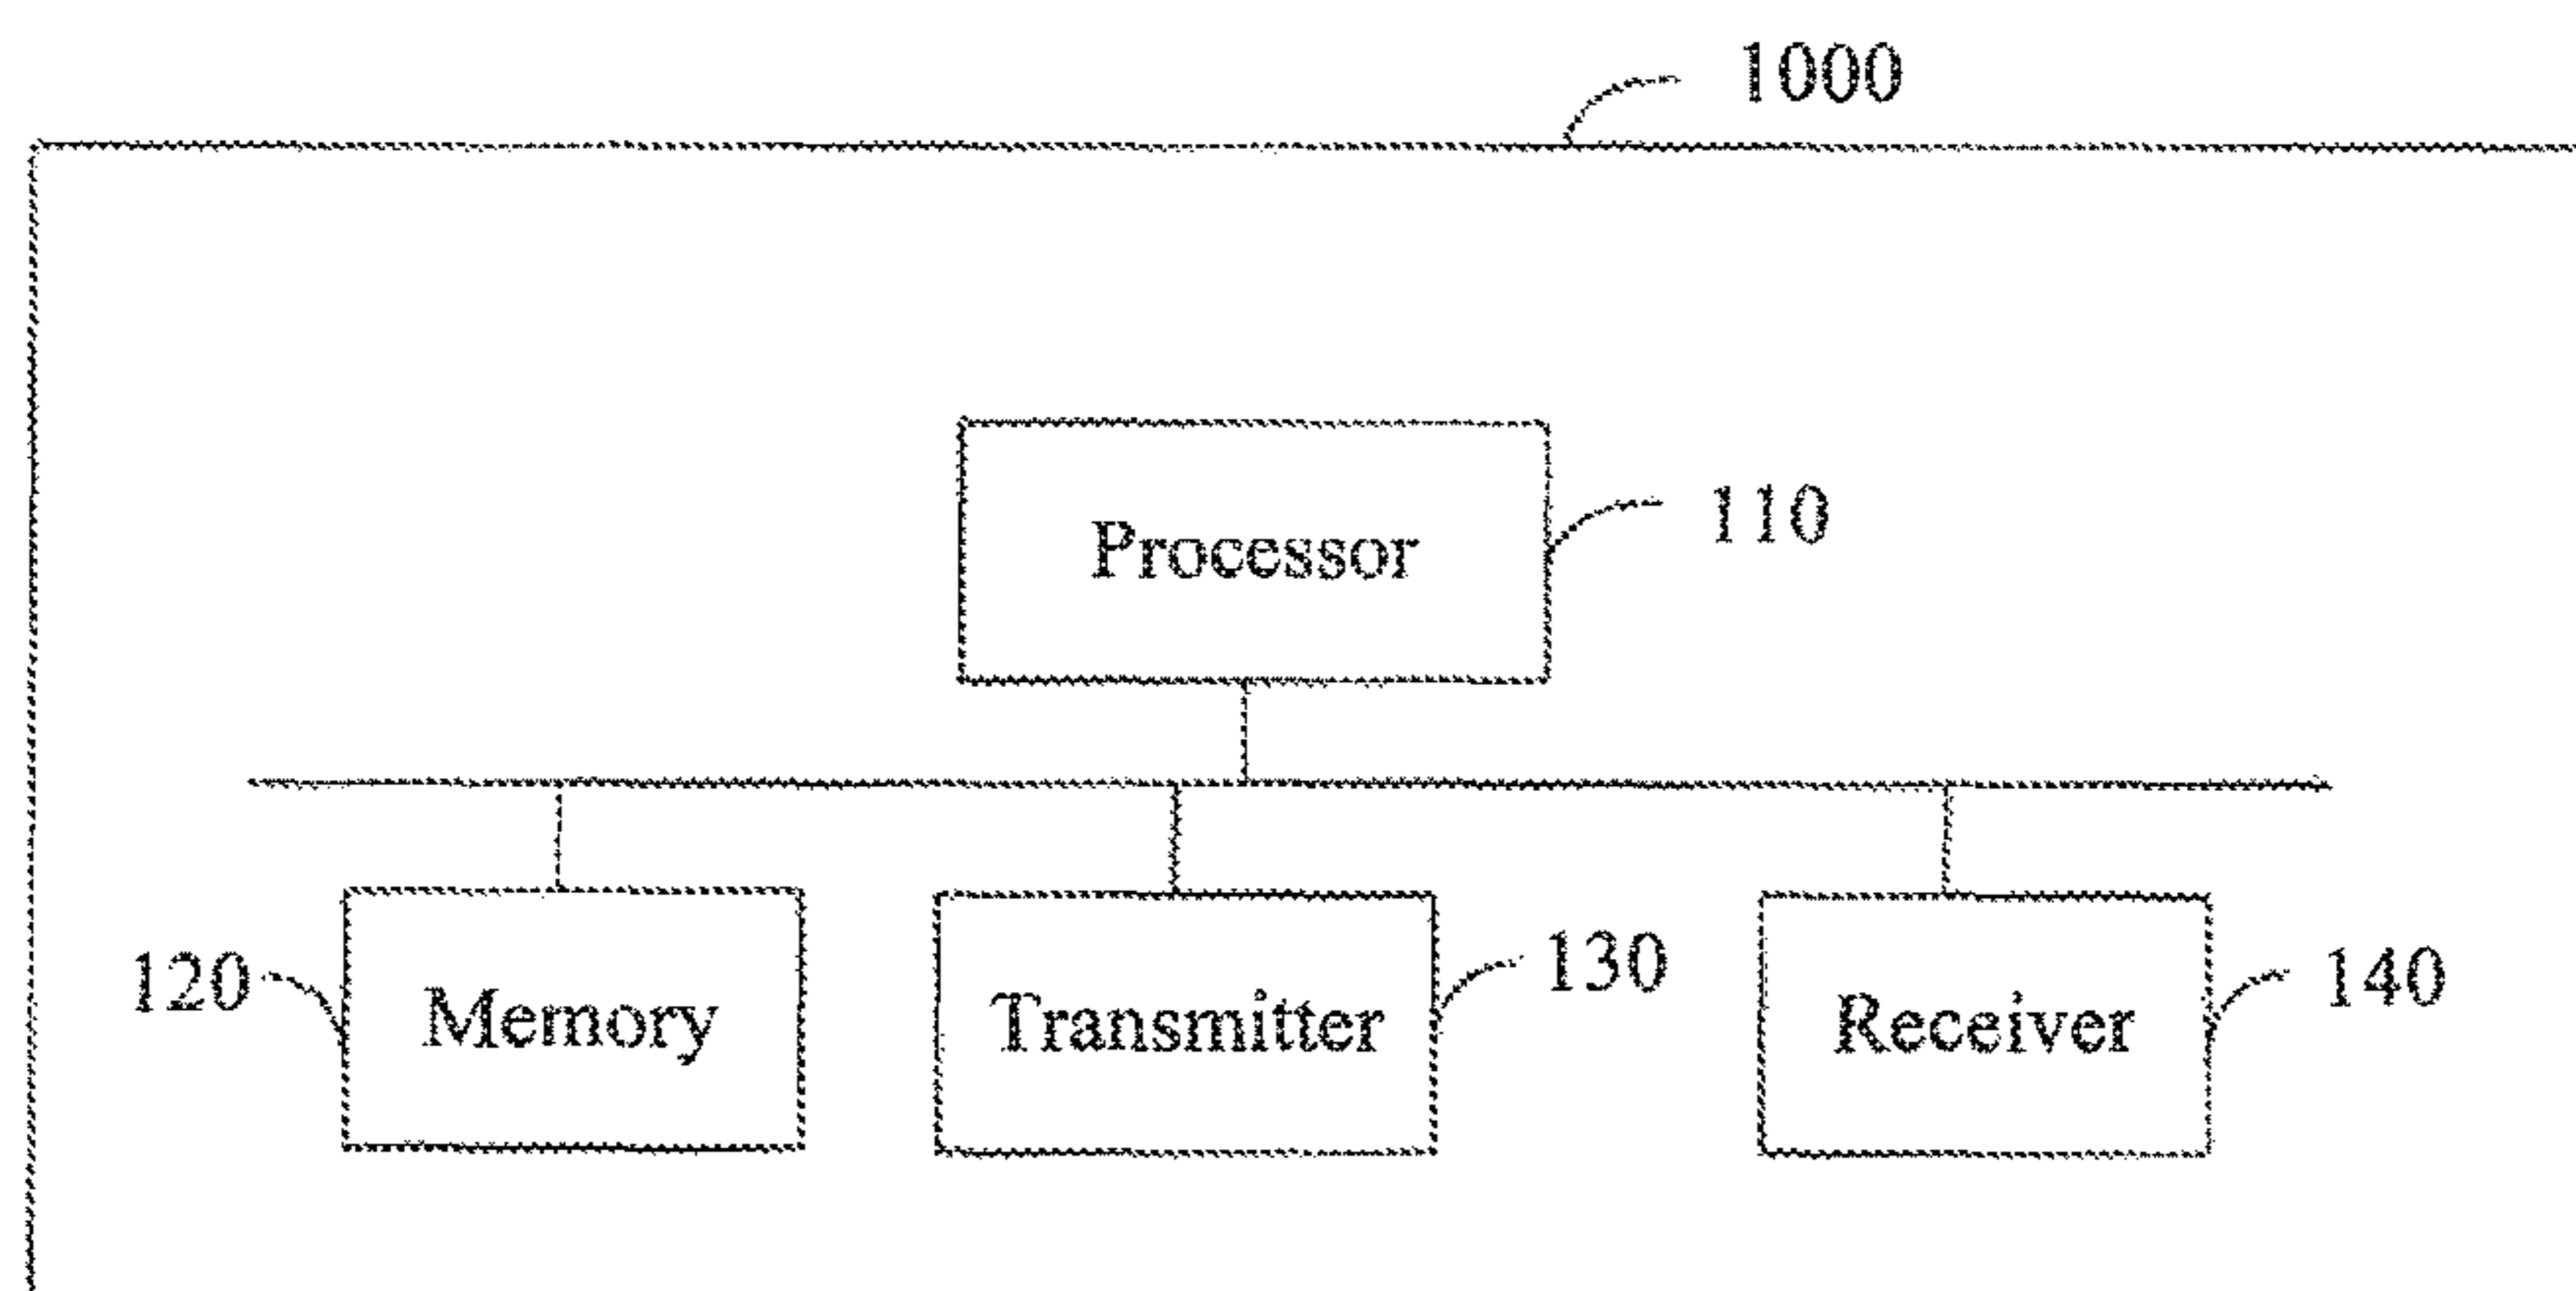 1000
Processor
110
120
Memory
Transmitter
130
Receiver
140